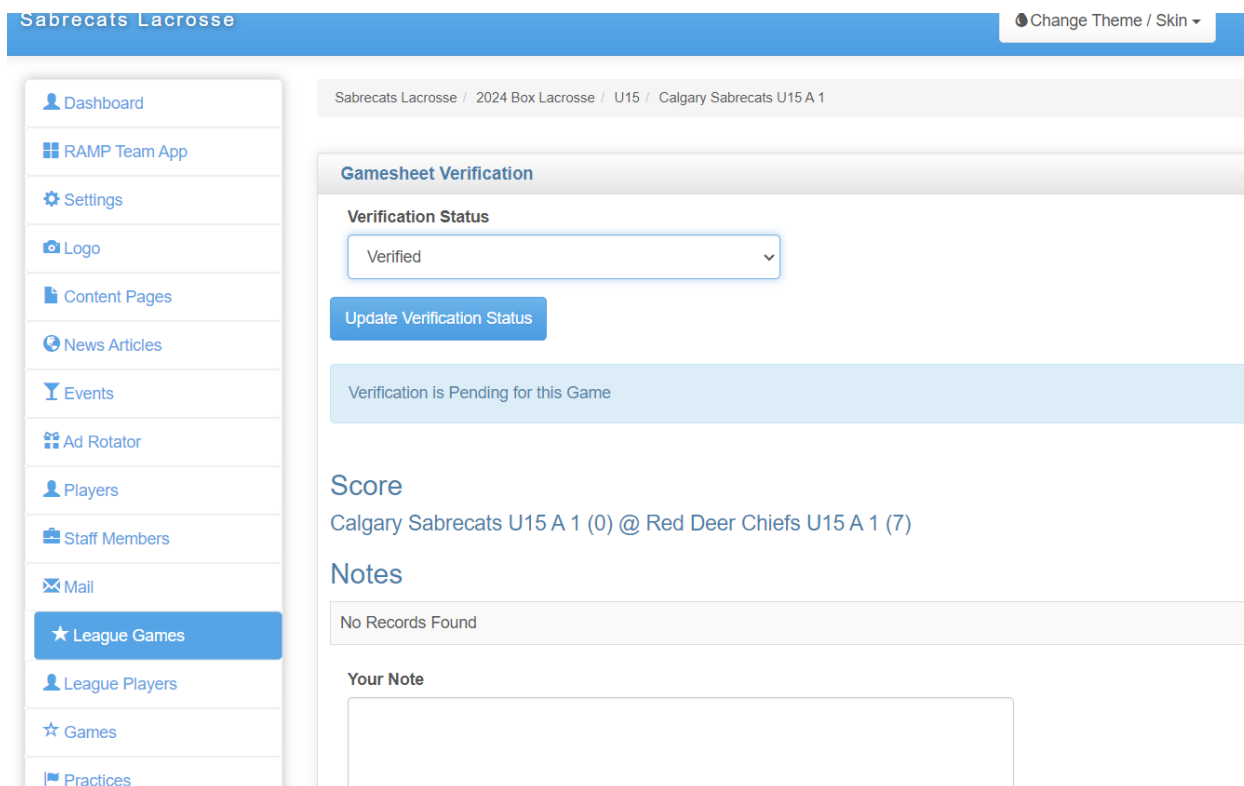 Sabrecats Lacrosse
Change Theme / Skin
Dashboard
RAMP Team App
Settings
Logo
Content Pages
News Articles
Events
Ad Rotator
Players
Staff Members
Mail
League Games
League Players
Games
Practices
Sabrecats Lacrosse / 2024 Box Lacrosse / U15 / Calgary Sabrecats U15 A 1
Gamesheet Verification
Verification Status
Verified
Update Verification Status
Verification is Pending for this Game
Score
Calgary Sabrecats U15 A 1 (0) @ Red Deer Chiefs U15 A 1 (7)
Notes
No Records Found
Your Note